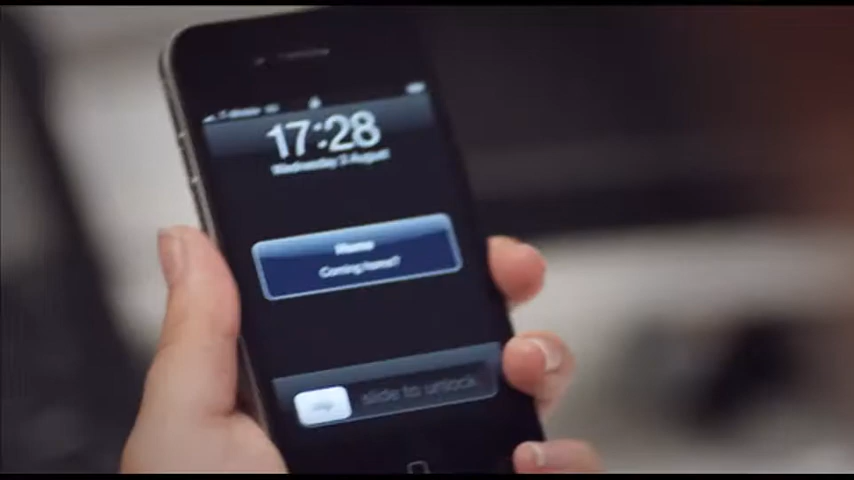 17:28
Wednesday 3 August
Home
Coming home?
slide to unlock